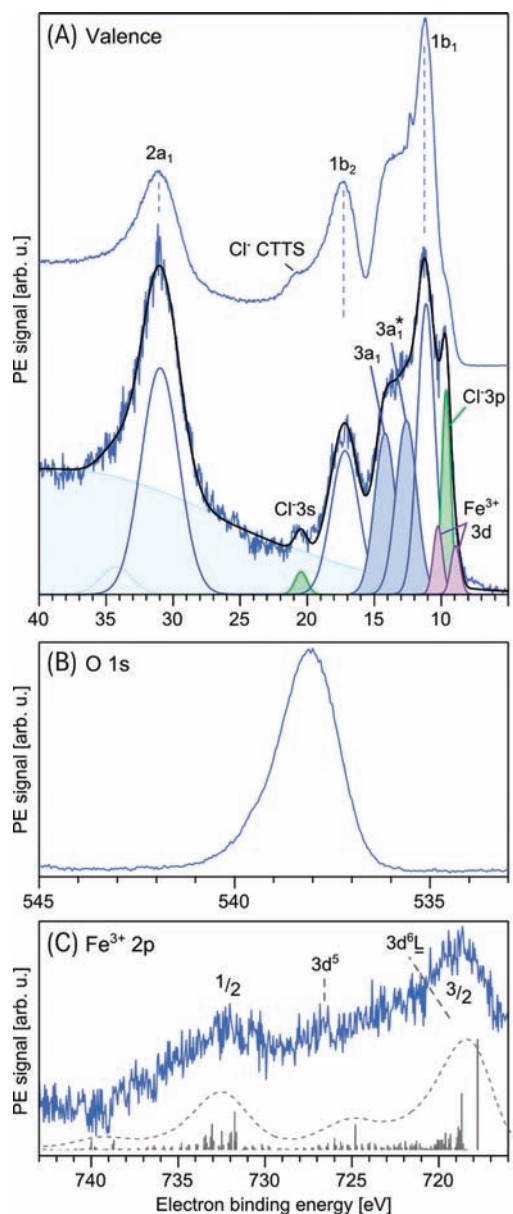 (A) Valence
1b₁
2a₁
1b₂
Cl⁻ CTTS
3a₁*
3a₁
Cl⁻3p
Cl⁻3s
Fe³⁺
3d
PE signal [arb. u.]
40 35 30 25 20 15 10 5
(B) O 1s
PE signal [arb. u.]
545 540 535
(C) Fe³⁺ 2p
3d⁶L̲
3d⁵
1/2
3/2
PE signal [arb. u.]
740 730 720
Electron binding energy [eV]